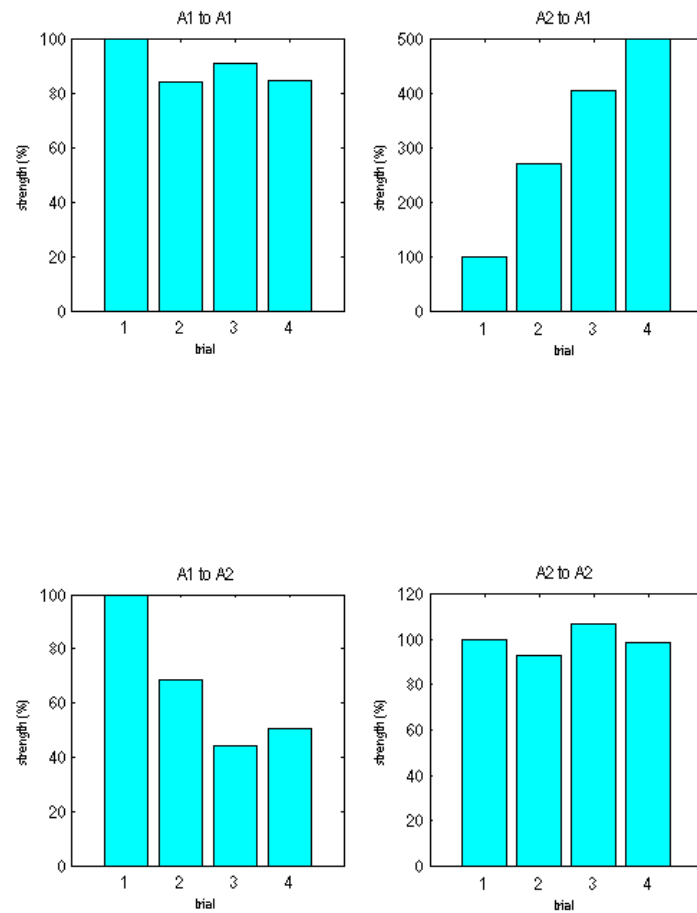 A1 to A1
100
80
60
40
20
0
strength (%)
1 2 3 4
trial
A2 to A1
500
400
300
200
100
0
strength (%)
1 2 3 4
trial
A1 to A2
100
80
60
40
20
0
strength (%)
1 2 3 4
trial
A2 to A2
120
100
80
60
40
20
0
strength (%)
1 2 3 4
trial